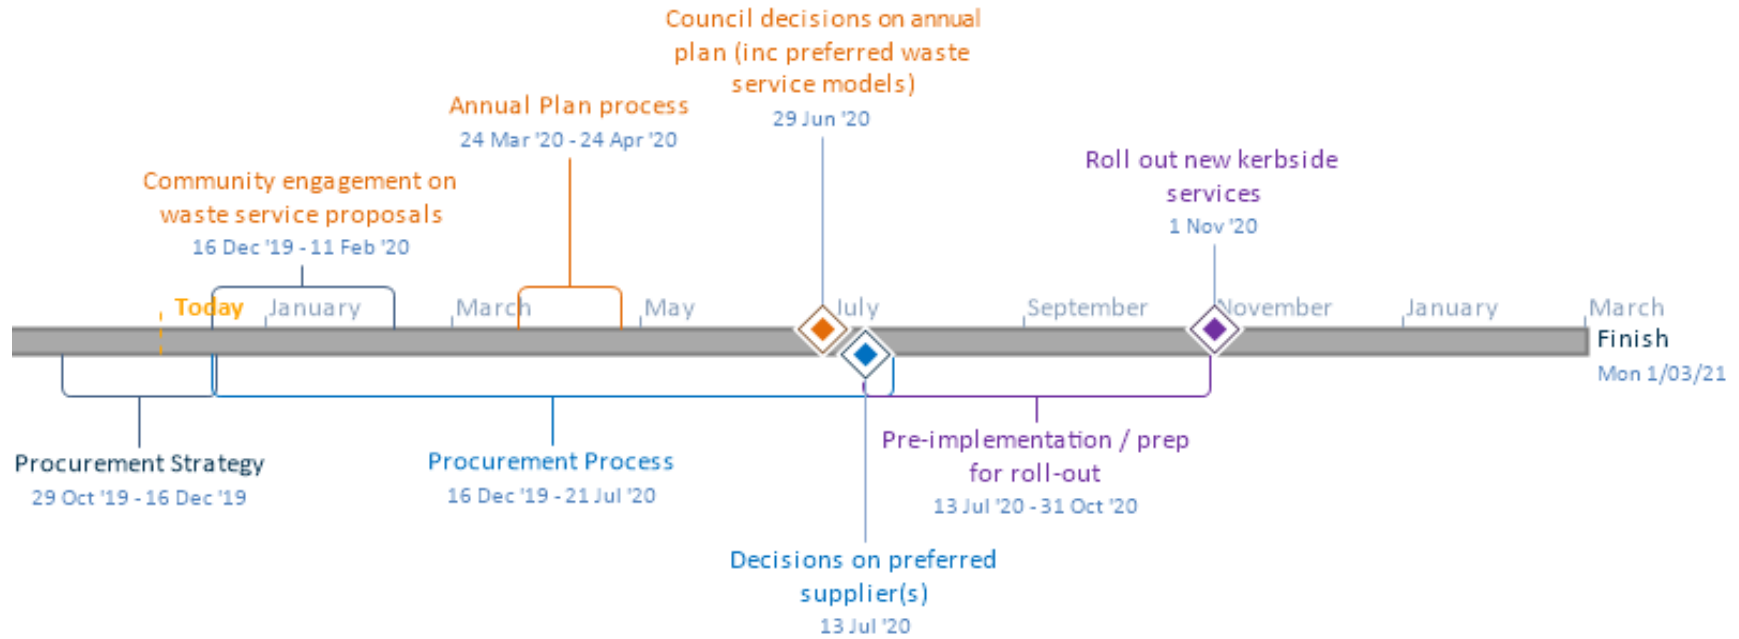 Council decisions on annual
plan (inc preferred waste
service models)
29 Jun '20
Annual Plan process
24 Mar '20 - 24 Apr '20
Roll out new kerbside
services
1 Nov '20
Community engagement on
waste service proposals
16 Dec '19 - 11 Feb '20
Today
January
March
May
July
September
November
January
March
Finish
Mon 1/03/21
Procurement Strategy
29 Oct '19 - 16 Dec '19
Procurement Process
16 Dec '19 - 21 Jul '20
Pre-implementation / prep
for roll-out
13 Jul '20 - 31 Oct '20
Decisions on preferred
supplier(s)
13 Jul '20